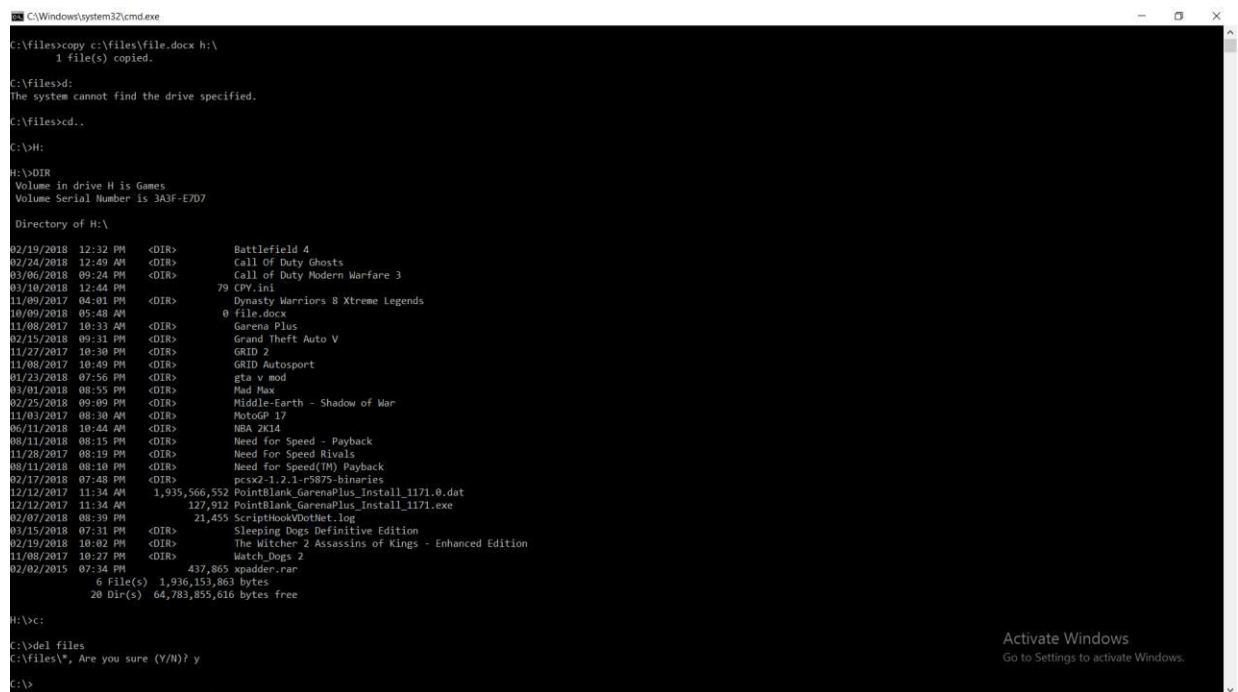 C:\Windows\system32\cmd.exe
C:\files>copy c:\files\file.docx h:\
        1 file(s) copied.
C:\files>d:
The system cannot find the drive specified.
C:\files>cd..
C:\>H:
H:\>DIR
 Volume in drive H is Games
 Volume Serial Number is 3A3F-E7D7
 Directory of H:\
02/19/2018  12:32 PM    <DIR>          Battlefield 4
02/24/2018  12:49 AM    <DIR>          Call Of Duty Ghosts
03/06/2018  09:24 PM    <DIR>          Call of Duty Modern Warfare 3
03/10/2018  12:44 PM                79 CPY.ini
11/09/2017  04:01 PM    <DIR>          Dynasty Warriors 8 Xtreme Legends
10/09/2018  05:48 AM                 0 file.docx
11/08/2017  10:33 AM    <DIR>          Garena Plus
02/15/2018  09:31 PM    <DIR>          Grand Theft Auto V
11/27/2017  10:30 PM    <DIR>          GRID 2
11/08/2017  10:49 PM    <DIR>          GRID Autosport
01/23/2018  07:56 PM    <DIR>          gta v mod
03/01/2018  08:55 PM    <DIR>          Mad Max
02/25/2018  09:09 PM    <DIR>          Middle-Earth - Shadow of War
11/03/2017  08:30 AM    <DIR>          MotoGP 17
06/11/2018  10:44 AM    <DIR>          NBA 2K14
08/11/2018  08:15 PM    <DIR>          Need for Speed - Payback
11/28/2017  08:19 PM    <DIR>          Need For Speed Rivals
08/11/2018  08:10 PM    <DIR>          Need for Speed(TM) Payback
02/17/2018  07:48 PM    <DIR>          pcsx2-1.2.1-r5875-binaries
12/12/2017  11:34 AM     1,935,566,552 PointBlank_GarenaPlus_Install_1171.0.dat
12/12/2017  11:34 AM           127,912 PointBlank_GarenaPlus_Install_1171.exe
02/07/2018  08:39 PM            21,455 ScriptHookVDotNet.log
03/15/2018  07:31 PM    <DIR>          Sleeping Dogs Definitive Edition
02/19/2018  10:02 PM    <DIR>          The Witcher 2 Assassins of Kings - Enhanced Edition
11/08/2017  10:27 PM    <DIR>          Watch_Dogs 2
02/02/2015  07:34 PM           437,865 xpadder.rar
               6 File(s)  1,936,153,863 bytes
              20 Dir(s)  64,783,855,616 bytes free
H:\>c:
C:\>del files
C:\files\*, Are you sure (Y/N)? y
C:\>
Activate Windows
Go to Settings to activate Windows.